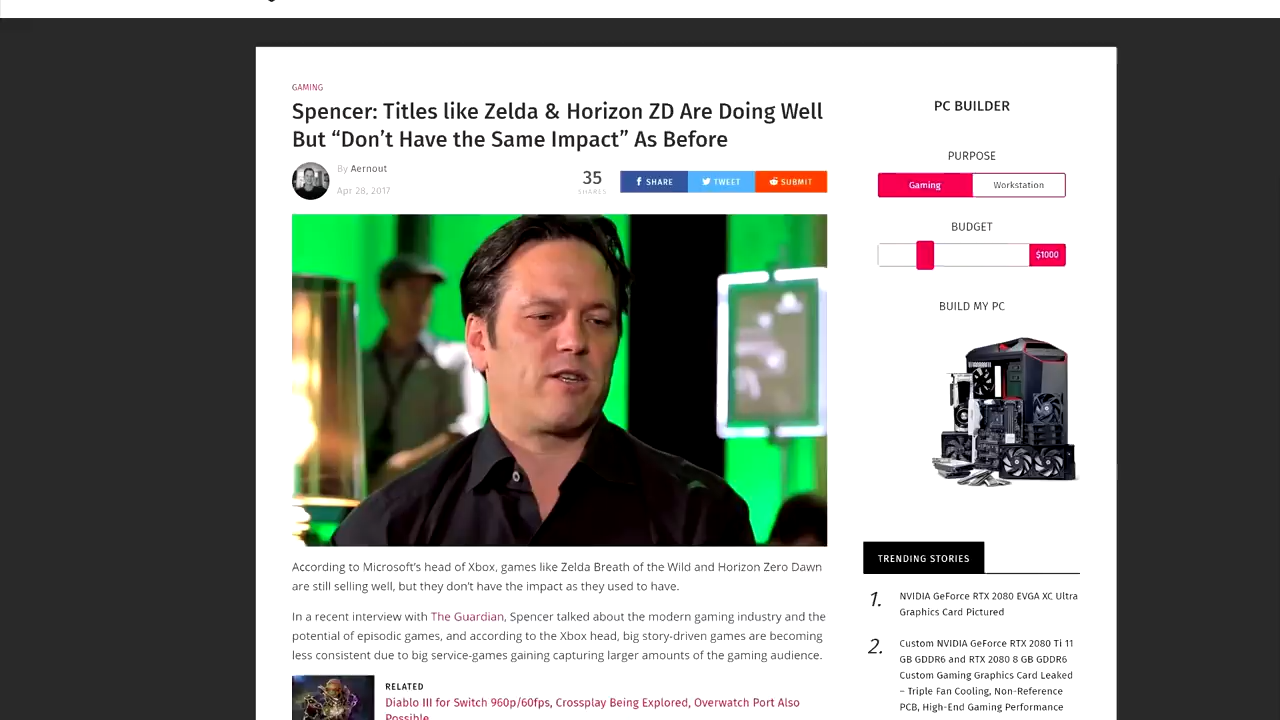 GAMING
Spencer: Titles like Zelda & Horizon ZD Are Doing Well
But “Don’t Have the Same Impact” As Before
By Aernout
Apr 28, 2017
35
SHARES
SHARE
TWEET
SUBMIT
According to Microsoft’s head of Xbox, games like Zelda Breath of the Wild and Horizon Zero Dawn
are still selling well, but they don’t have the impact as they used to have.
In a recent interview with The Guardian, Spencer talked about the modern gaming industry and the
potential of episodic games, and according to the Xbox head, big story-driven games are becoming
less consistent due to big service-games gaining capturing larger amounts of the gaming audience.
RELATED
Diablo III for Switch 960p/60fps, Crossplay Being Explored, Overwatch Port Also
Possible
PC BUILDER
PURPOSE
Gaming
Workstation
BUDGET
$1000
BUILD MY PC
TRENDING STORIES
1.
NVIDIA GeForce RTX 2080 EVGA XC Ultra
Graphics Card Pictured
2.
Custom NVIDIA GeForce RTX 2080 Ti 11
GB GDDR6 and RTX 2080 8 GB GDDR6
Custom Gaming Graphics Card Leaked
– Triple Fan Cooling, Non-Reference
PCB, High-End Gaming Performance